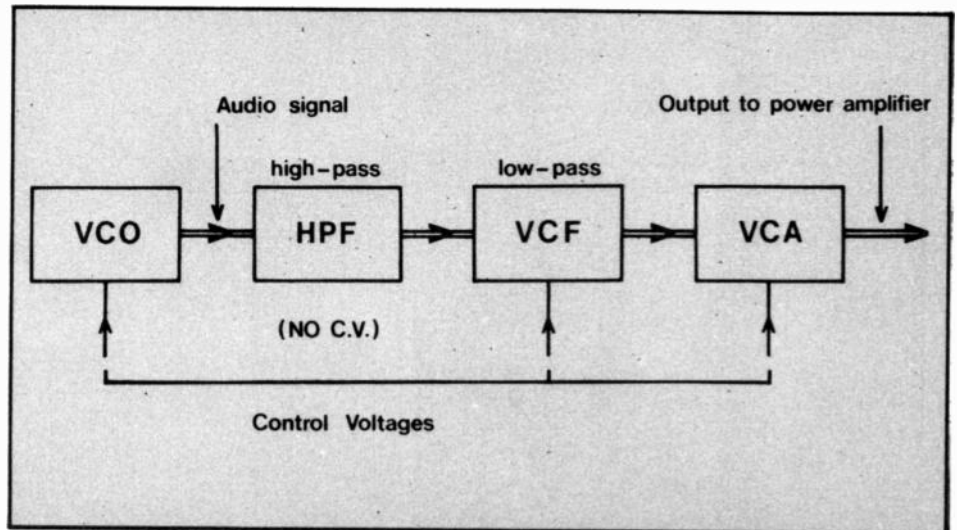 Audio signal
Output to power amplifier
high-pass
low-pass
VCO
HPF
VCF
VCA
(NO C.V.)
Control Voltages